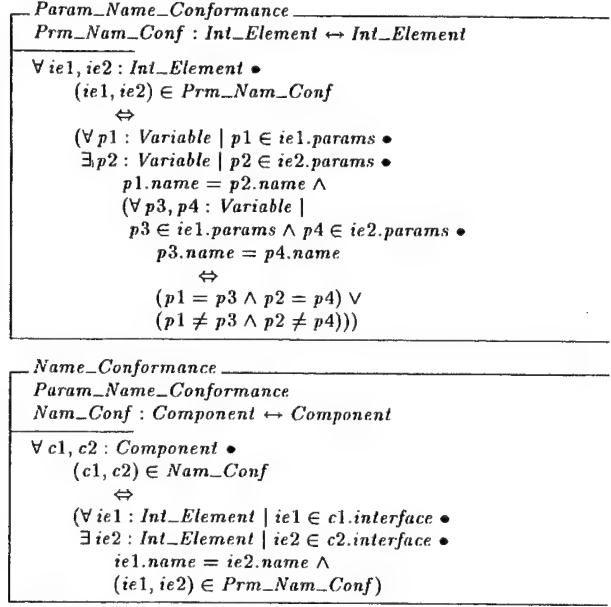 Param_Name_Conformance
Prm_Nam_Conf : Int_Element ↔ Int_Element
∀ ie1, ie2 : Int_Element •
(ie1, ie2) ∈ Prm_Nam_Conf
⇔
(∀ p1 : Variable | p1 ∈ ie1.params •
∃ p2 : Variable | p2 ∈ ie2.params •
p1.name = p2.name ∧
(∀ p3, p4 : Variable |
p3 ∈ ie1.params ∧ p4 ∈ ie2.params •
p3.name = p4.name
⇔
(p1 = p3 ∧ p2 = p4) ∨
(p1 ≠ p3 ∧ p2 ≠ p4)))
Name_Conformance
Param_Name_Conformance
Nam_Conf : Component ↔ Component
∀ c1, c2 : Component •
(c1, c2) ∈ Nam_Conf
⇔
(∀ ie1 : Int_Element | ie1 ∈ c1.interface •
∃ ie2 : Int_Element | ie2 ∈ c2.interface •
ie1.name = ie2.name ∧
(ie1, ie2) ∈ Prm_Nam_Conf)